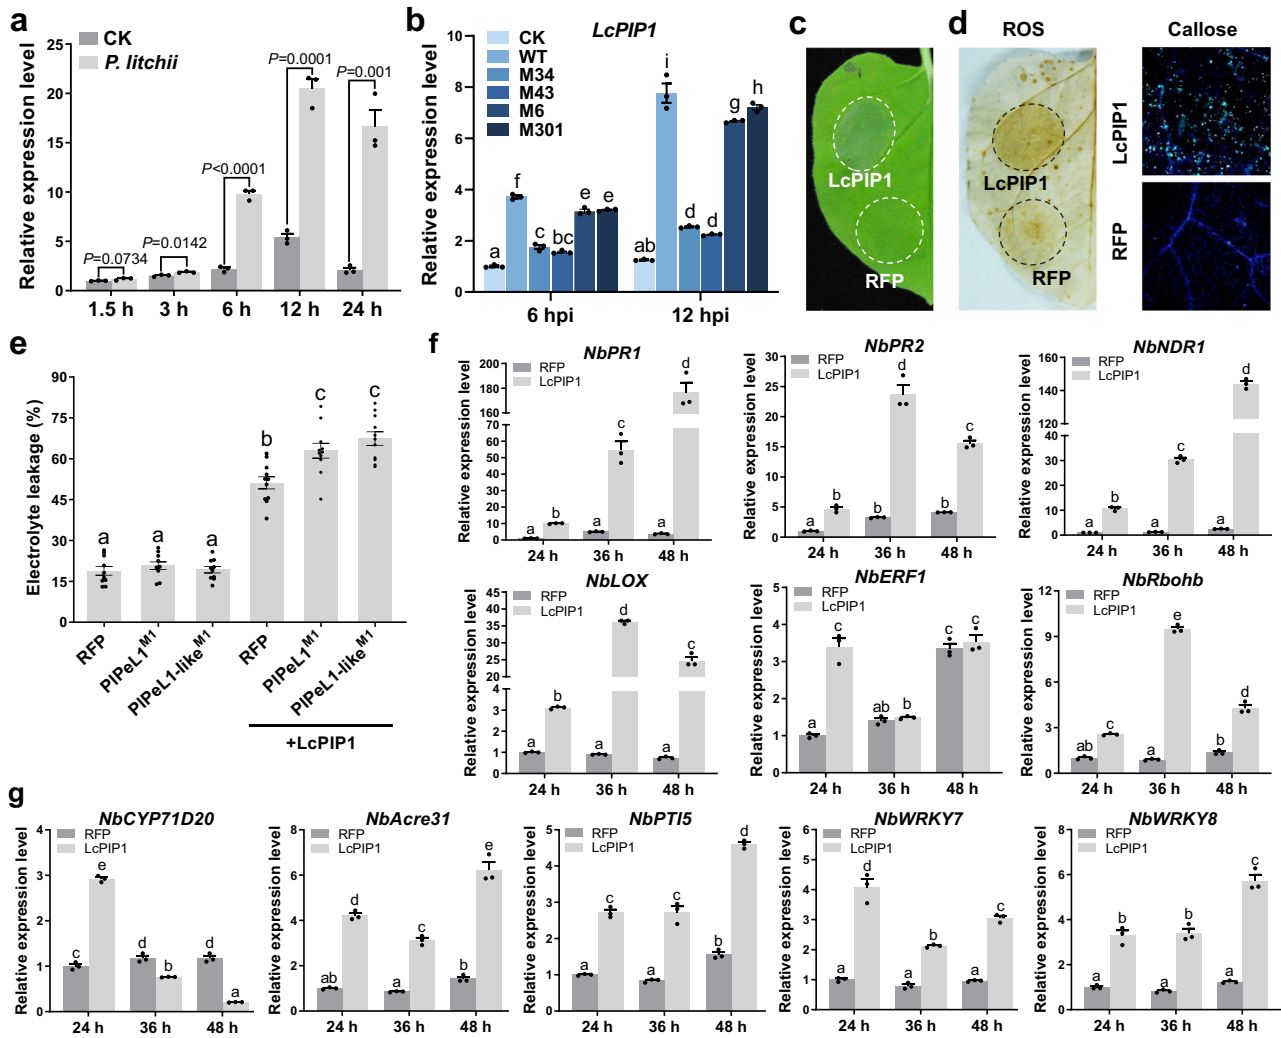 a
CK
P. litchii
Relative expression level
25
20
15
10
5
0
P=0.0734
P=0.0142
P<0.0001
P=0.0001
P=0.001
1.5 h 3 h 6 h 12 h 24 h
b
LcPIP1
CK
WT
M34
M43
M6
M301
Relative expression level
10
8
6
4
2
0
a f c bc e e
ab i d d g h
6 hpi 12 hpi
c
LcPIP1
RFP
d
ROS
LcPIP1
RFP
Callose
LcPIP1
RFP
e
Electrolyte leakage (%)
90
75
60
45
30
15
0
a a a b c c
RFP
PIPeL1M1
PIPeL1-likeM1
RFP
PIPeL1M1
PIPeL1-likeM1
+LcPIP1
f
NbPR1
RFP
LcPIP1
Relative expression level
200
180
160
70
60
50
40
30
20
10
0
a b a c a d
24 h 36 h 48 h
NbPR2
RFP
LcPIP1
Relative expression level
30
25
20
15
10
5
0
a b b d b c
24 h 36 h 48 h
NbNDR1
RFP
LcPIP1
Relative expression level
160
140
120
40
30
20
10
0
a b a c a d
24 h 36 h 48 h
NbLOX
RFP
LcPIP1
Relative expression level
45
35
25
15
4
3
2
1
0
a b a d a c
24 h 36 h 48 h
NbERF1
RFP
LcPIP1
Relative expression level
5
4
3
2
1
0
a c ab b c c
24 h 36 h 48 h
NbRbohb
RFP
LcPIP1
Relative expression level
12
9
6
3
0
ab c a e b d
24 h 36 h 48 h
g
NbCYP71D20
RFP
LcPIP1
Relative expression level
4
3
2
1
0
c e d b d a
24 h 36 h 48 h
NbAcre31
RFP
LcPIP1
Relative expression level
8
6
4
2
0
ab d a c b e
24 h 36 h 48 h
NbPTI5
RFP
LcPIP1
Relative expression level
5
4
3
2
1
0
a c a c b d
24 h 36 h 48 h
NbWRKY7
RFP
LcPIP1
Relative expression level
6
5
4
3
2
1
0
a d a b a c
24 h 36 h 48 h
NbWRKY8
RFP
LcPIP1
Relative expression level
8
6
4
2
0
a b a b a c
24 h 36 h 48 h